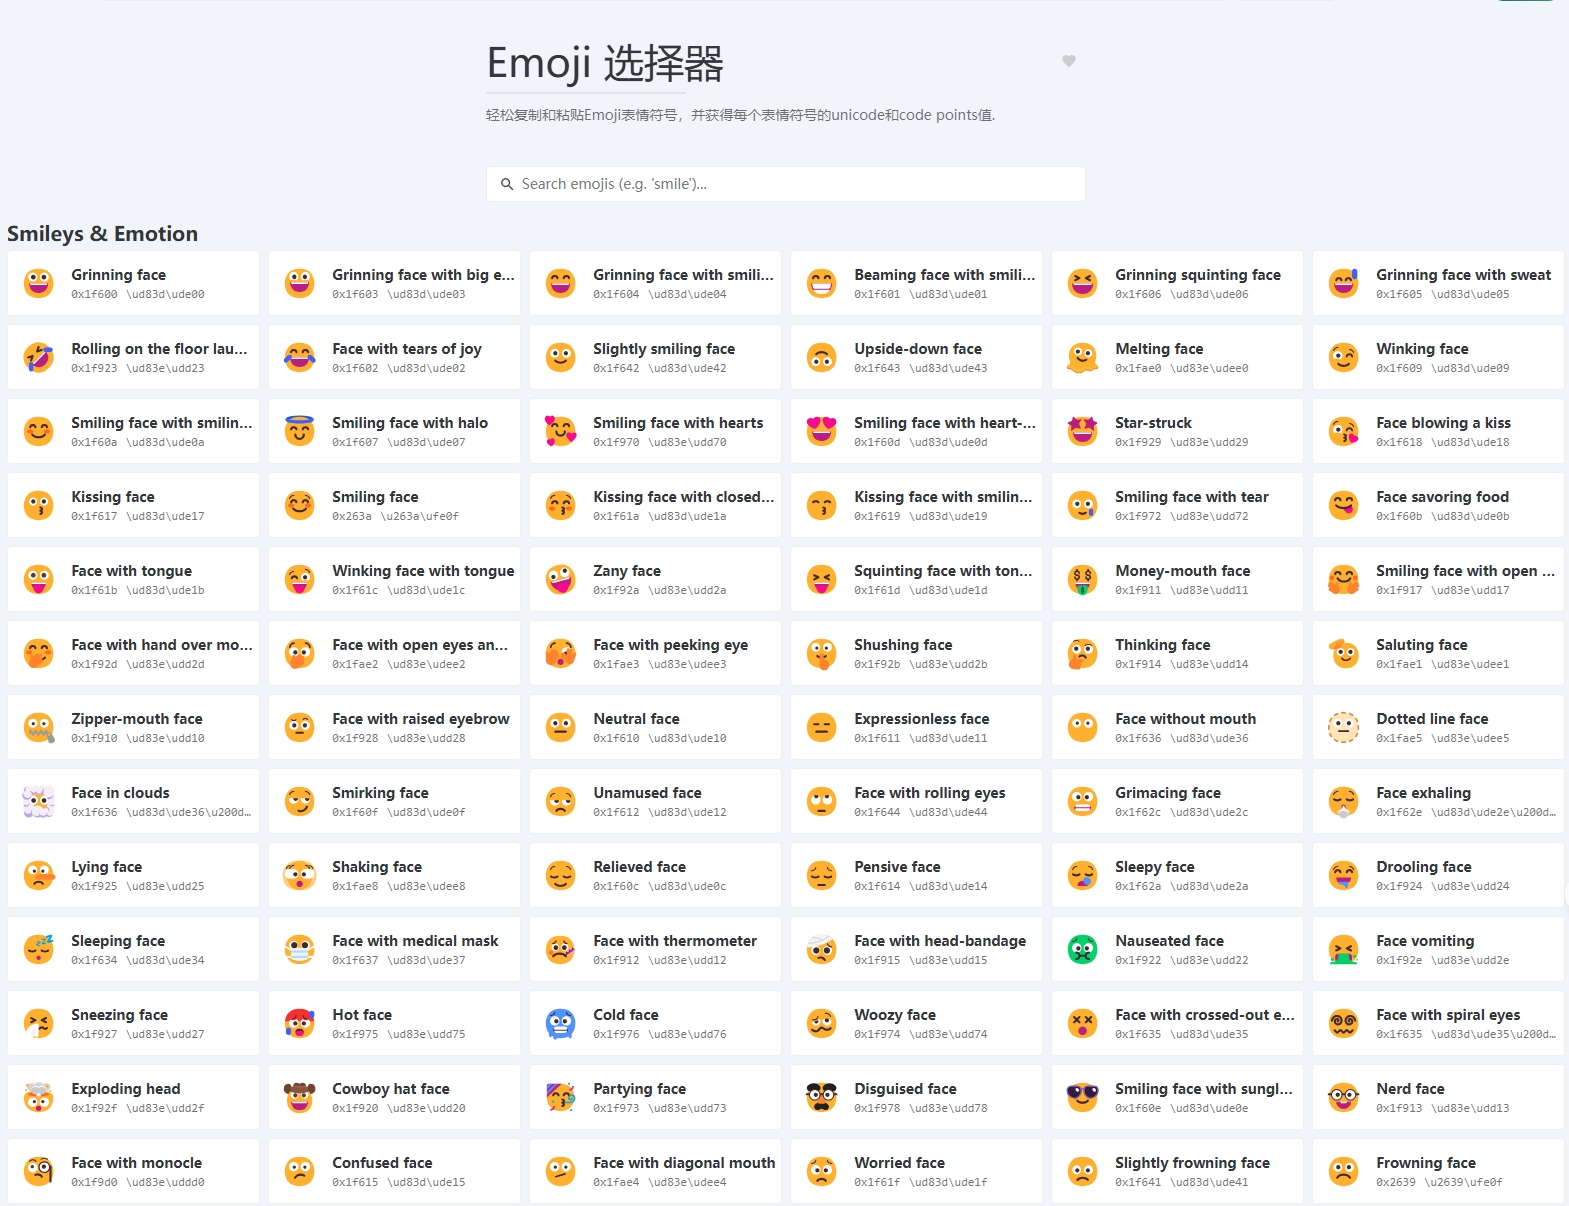 Emoji 选择器
轻松复制和粘贴Emoji表情符号，并获得每个表情符号的unicode和code points值.
Search emojis (e.g. 'smile')...
Smileys & Emotion
Grinning face
0x1f600 \ud83d\ude00
Grinning face with big e...
0x1f603 \ud83d\ude03
Grinning face with smili...
0x1f604 \ud83d\ude04
Beaming face with smili...
0x1f601 \ud83d\ude01
Grinning squinting face
0x1f606 \ud83d\ude06
Grinning face with sweat
0x1f605 \ud83d\ude05
Rolling on the floor lau...
0x1f923 \ud83e\udd23
Face with tears of joy
0x1f602 \ud83d\ude02
Slightly smiling face
0x1f642 \ud83d\ude42
Upside-down face
0x1f643 \ud83d\ude43
Melting face
0x1fae0 \ud83e\udee0
Winking face
0x1f609 \ud83d\ude09
Smiling face with smilin...
0x1f60a \ud83d\ude0a
Smiling face with halo
0x1f607 \ud83d\ude07
Smiling face with hearts
0x1f970 \ud83e\udd70
Smiling face with heart-...
0x1f60d \ud83d\ude0d
Star-struck
0x1f929 \ud83e\udd29
Face blowing a kiss
0x1f618 \ud83d\ude18
Kissing face
0x1f617 \ud83d\ude17
Smiling face
0x263a \u263a\ufe0f
Kissing face with closed...
0x1f61a \ud83d\ude1a
Kissing face with smilin...
0x1f619 \ud83d\ude19
Smiling face with tear
0x1f972 \ud83e\udd72
Face savoring food
0x1f60b \ud83d\ude0b
Face with tongue
0x1f61b \ud83d\ude1b
Winking face with tongue
0x1f61c \ud83d\ude1c
Zany face
0x1f92a \ud83e\udd2a
Squinting face with ton...
0x1f61d \ud83d\ude1d
Money-mouth face
0x1f911 \ud83e\udd11
Smiling face with open ...
0x1f917 \ud83e\udd17
Face with hand over mo...
0x1f92d \ud83e\udd2d
Face with open eyes an...
0x1fae2 \ud83e\udee2
Face with peeking eye
0x1fae3 \ud83e\udee3
Shushing face
0x1f92b \ud83e\udd2b
Thinking face
0x1f914 \ud83e\udd14
Saluting face
0x1fae1 \ud83e\udee1
Zipper-mouth face
0x1f910 \ud83e\udd10
Face with raised eyebrow
0x1f928 \ud83e\udd28
Neutral face
0x1f610 \ud83d\ude10
Expressionless face
0x1f611 \ud83d\ude11
Face without mouth
0x1f636 \ud83d\ude36
Dotted line face
0x1fae5 \ud83e\udee5
Face in clouds
0x1f636 \ud83d\ude36\u200d...
Smirking face
0x1f60f \ud83d\ude0f
Unamused face
0x1f612 \ud83d\ude12
Face with rolling eyes
0x1f644 \ud83d\ude44
Grimacing face
0x1f62c \ud83d\ude2c
Face exhaling
0x1f62e \ud83d\ude2e\u200d...
Lying face
0x1f925 \ud83e\udd25
Shaking face
0x1fae8 \ud83e\udee8
Relieved face
0x1f60c \ud83d\ude0c
Pensive face
0x1f614 \ud83d\ude14
Sleepy face
0x1f62a \ud83d\ude2a
Drooling face
0x1f924 \ud83e\udd24
Sleeping face
0x1f634 \ud83d\ude34
Face with medical mask
0x1f637 \ud83d\ude37
Face with thermometer
0x1f912 \ud83e\udd12
Face with head-bandage
0x1f915 \ud83e\udd15
Nauseated face
0x1f922 \ud83e\udd22
Face vomiting
0x1f92e \ud83e\udd2e
Sneezing face
0x1f927 \ud83e\udd27
Hot face
0x1f975 \ud83e\udd75
Cold face
0x1f976 \ud83e\udd76
Woozy face
0x1f974 \ud83e\udd74
Face with crossed-out e...
0x1f635 \ud83d\ude35
Face with spiral eyes
0x1f635 \ud83d\ude35\u200d...
Exploding head
0x1f92f \ud83e\udd2f
Cowboy hat face
0x1f920 \ud83e\udd20
Partying face
0x1f973 \ud83e\udd73
Disguised face
0x1f978 \ud83e\udd78
Smiling face with sungl...
0x1f60e \ud83d\ude0e
Nerd face
0x1f913 \ud83e\udd13
Face with monocle
0x1f9d0 \ud83e\uddd0
Confused face
0x1f615 \ud83d\ude15
Face with diagonal mouth
0x1fae4 \ud83e\udee4
Worried face
0x1f61f \ud83d\ude1f
Slightly frowning face
0x1f641 \ud83d\ude41
Frowning face
0x2639 \u2639\ufe0f